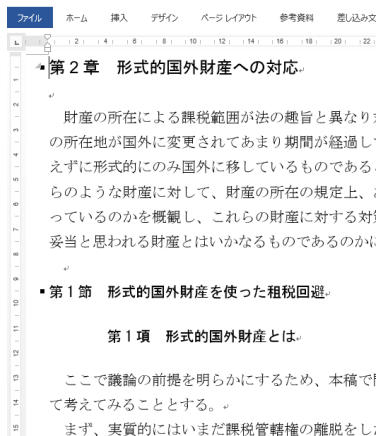 ファイル ホーム 挿入 デザイン ページ レイアウト 参考資料 差し込み文
L 2 4 6 8 10 12 14 16 18 20 22
第２章　形式的国外財産への対応
財産の所在による課税範囲が法の趣旨と異なり
の所在地が国外に変更されてあまり期間が経過し
えずに形式的にのみ国外に移しているものである
らのような財産に対して、財産の所在の規定上、
っているのかを概観し、これらの財産に対する対
妥当と思われる財産とはいかなるものであるのか
第１節　形式的国外財産を使った租税回避
第１項　形式的国外財産とは
ここで議論の前提を明らかにするため、本稿で
て考えてみることとする。
まず、実質的にはいまだ課税管轄権の離脱をし